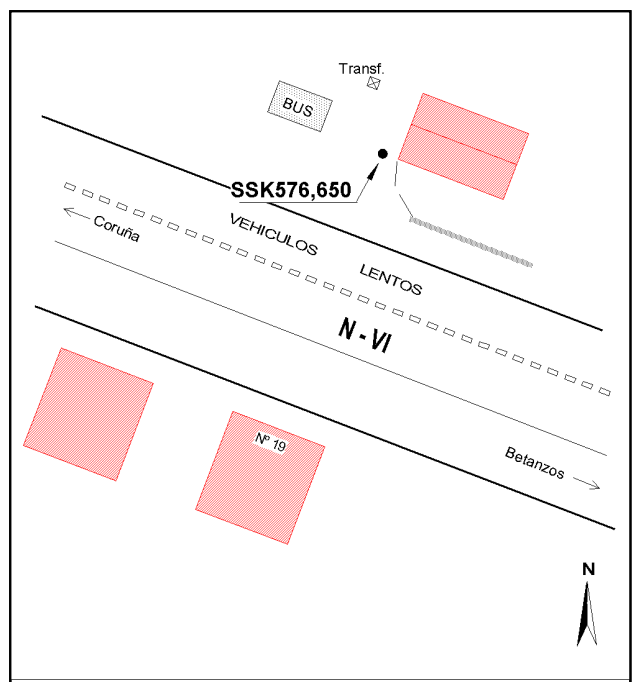 Transf.
BUS
SSK576,650
VEHICULOS LENTOS
Coruña
N - VI
Nº 19
Betanzos
N